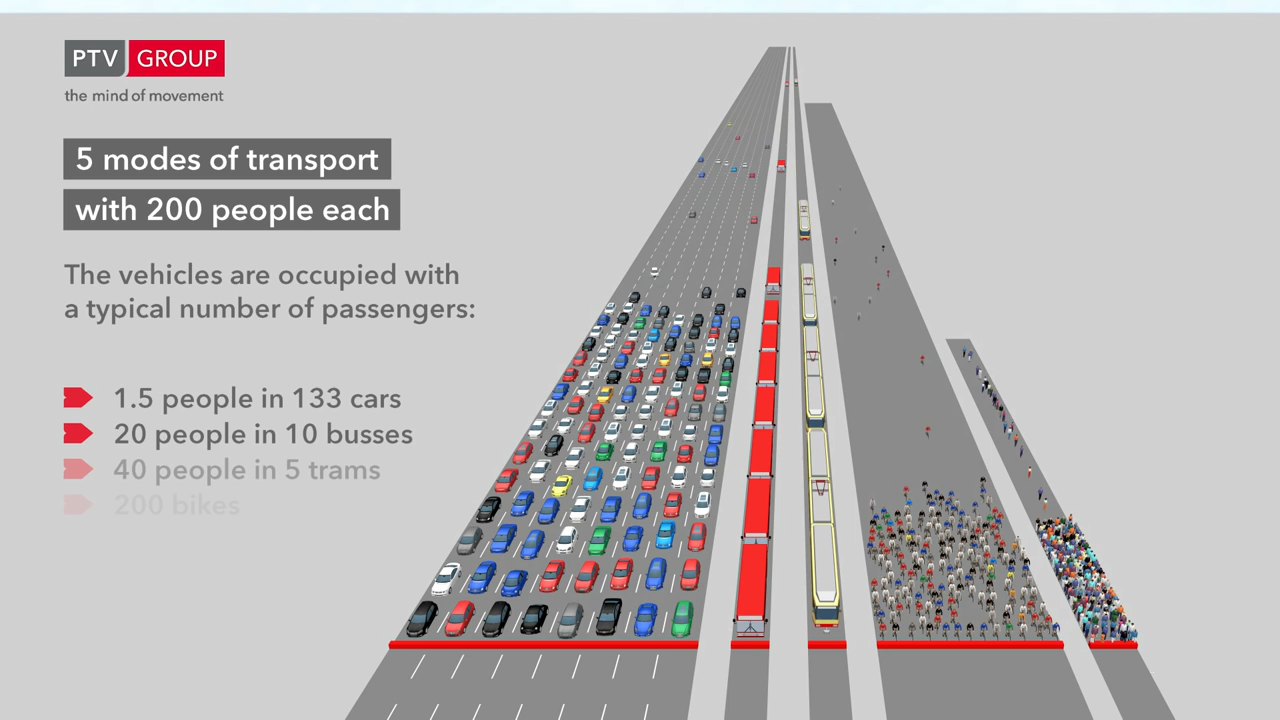 PTV GROUP
the mind of movement
5 modes of transport
with 200 people each
The vehicles are occupied with
a typical number of passengers:
1.5 people in 133 cars
20 people in 10 busses
40 people in 5 trams
200 bikes